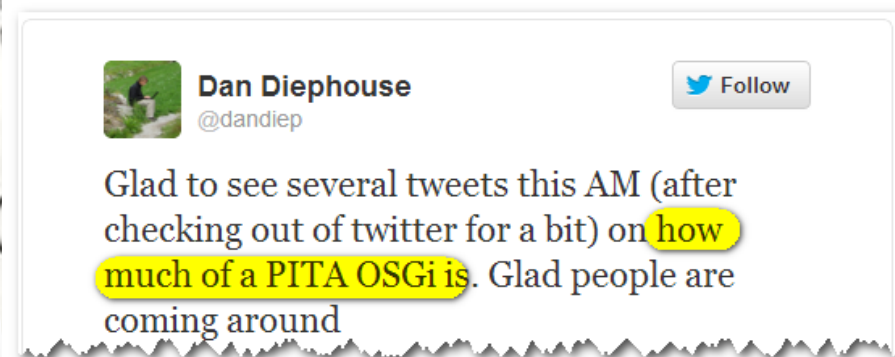 Dan Diephouse
Follow
@dandiep
Glad to see several tweets this AM (after
checking out of twitter for a bit) on how
much of a PITA OSGi is. Glad people are
coming around